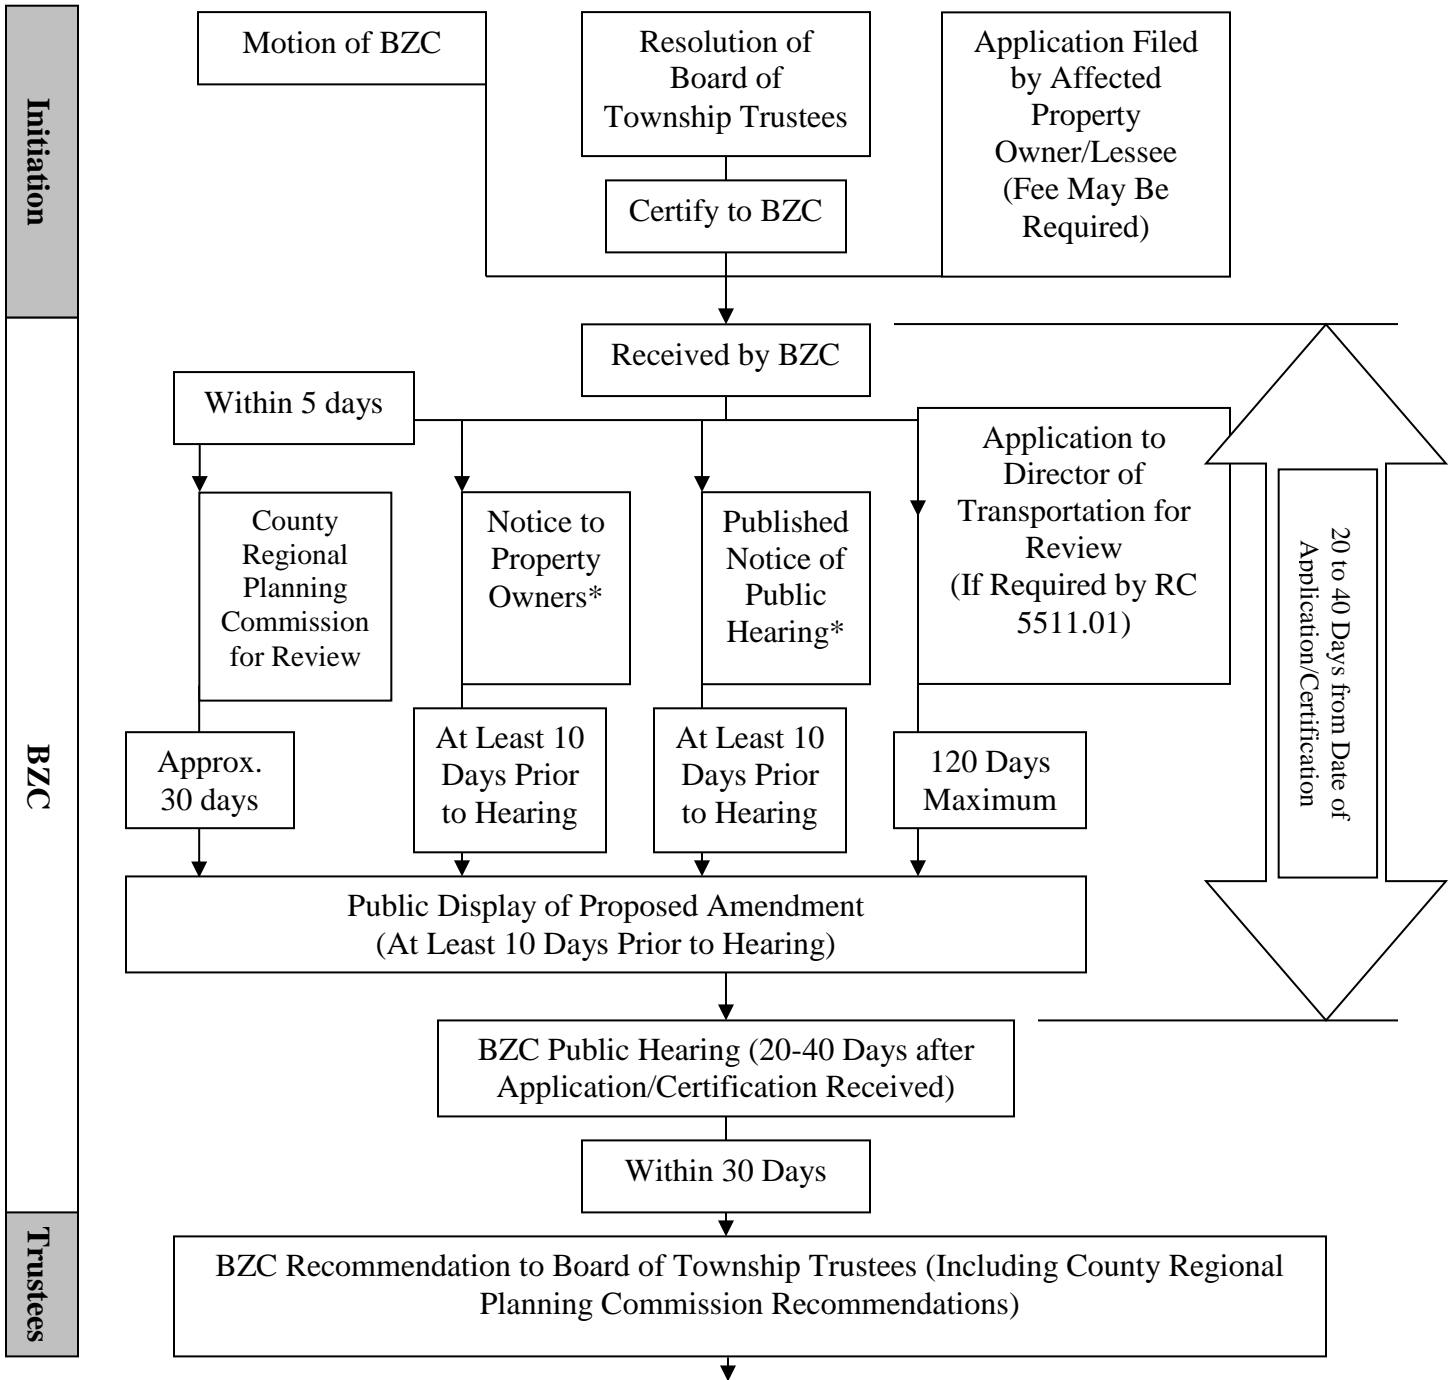 Initiation
Motion of BZC
Resolution of
Board of
Township Trustees
Application Filed
by Affected
Property
Owner/Lessee
(Fee May Be
Required)
Certify to BZC
BZC
Received by BZC
Within 5 days
County
Regional
Planning
Commission
for Review
Notice to
Property
Owners*
Published
Notice of
Public
Hearing*
Application to
Director of
Transportation for
Review
(If Required by RC
5511.01)
20 to 40 Days from Date of
Application/Certification
Approx.
30 days
At Least 10
Days Prior
to Hearing
At Least 10
Days Prior
to Hearing
120 Days
Maximum
Public Display of Proposed Amendment
(At Least 10 Days Prior to Hearing)
BZC Public Hearing (20-40 Days after
Application/Certification Received)
Within 30 Days
Trustees
BZC Recommendation to Board of Township Trustees (Including County Regional
Planning Commission Recommendations)